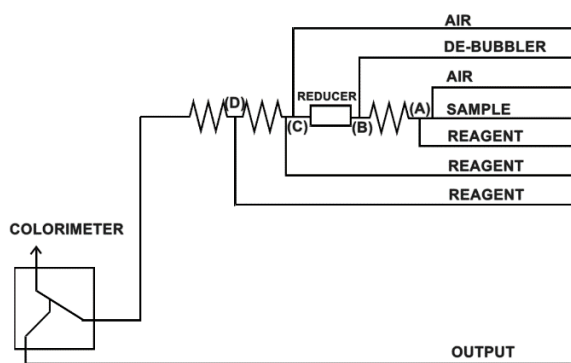 AIR
DE-BUBBLER
AIR
REDUCER
(D)
(A)
SAMPLE
(C)
(B)
REAGENT
REAGENT
REAGENT
COLORIMETER
OUTPUT